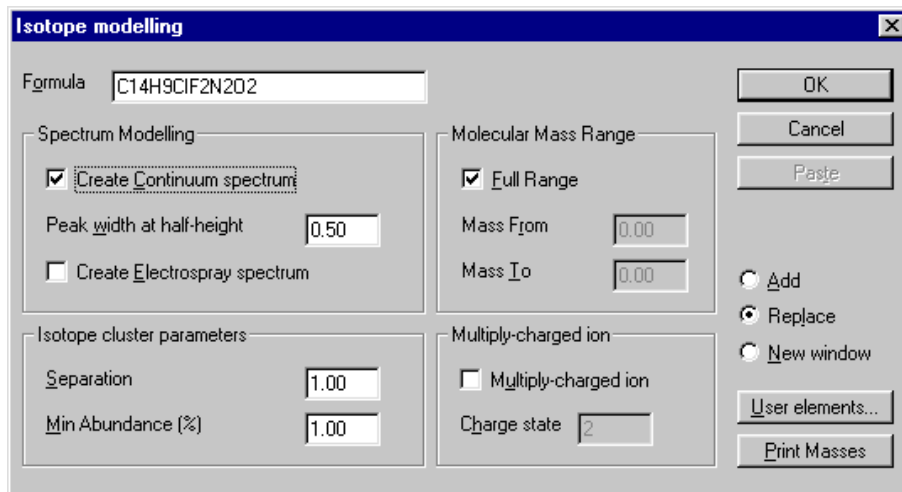 Isotope modelling
Formula C14H9ClF2N2O2
OK
Cancel
Paste
Spectrum Modelling
Create Continuum spectrum
Peak width at half-height 0.50
Create Electrospray spectrum
Molecular Mass Range
Full Range
Mass From 0.00
Mass To 0.00
Add
Replace
New window
Isotope cluster parameters
Separation 1.00
Min Abundance (%) 1.00
Multiply-charged ion
Multiply-charged ion
Charge state 2
User elements...
Print Masses